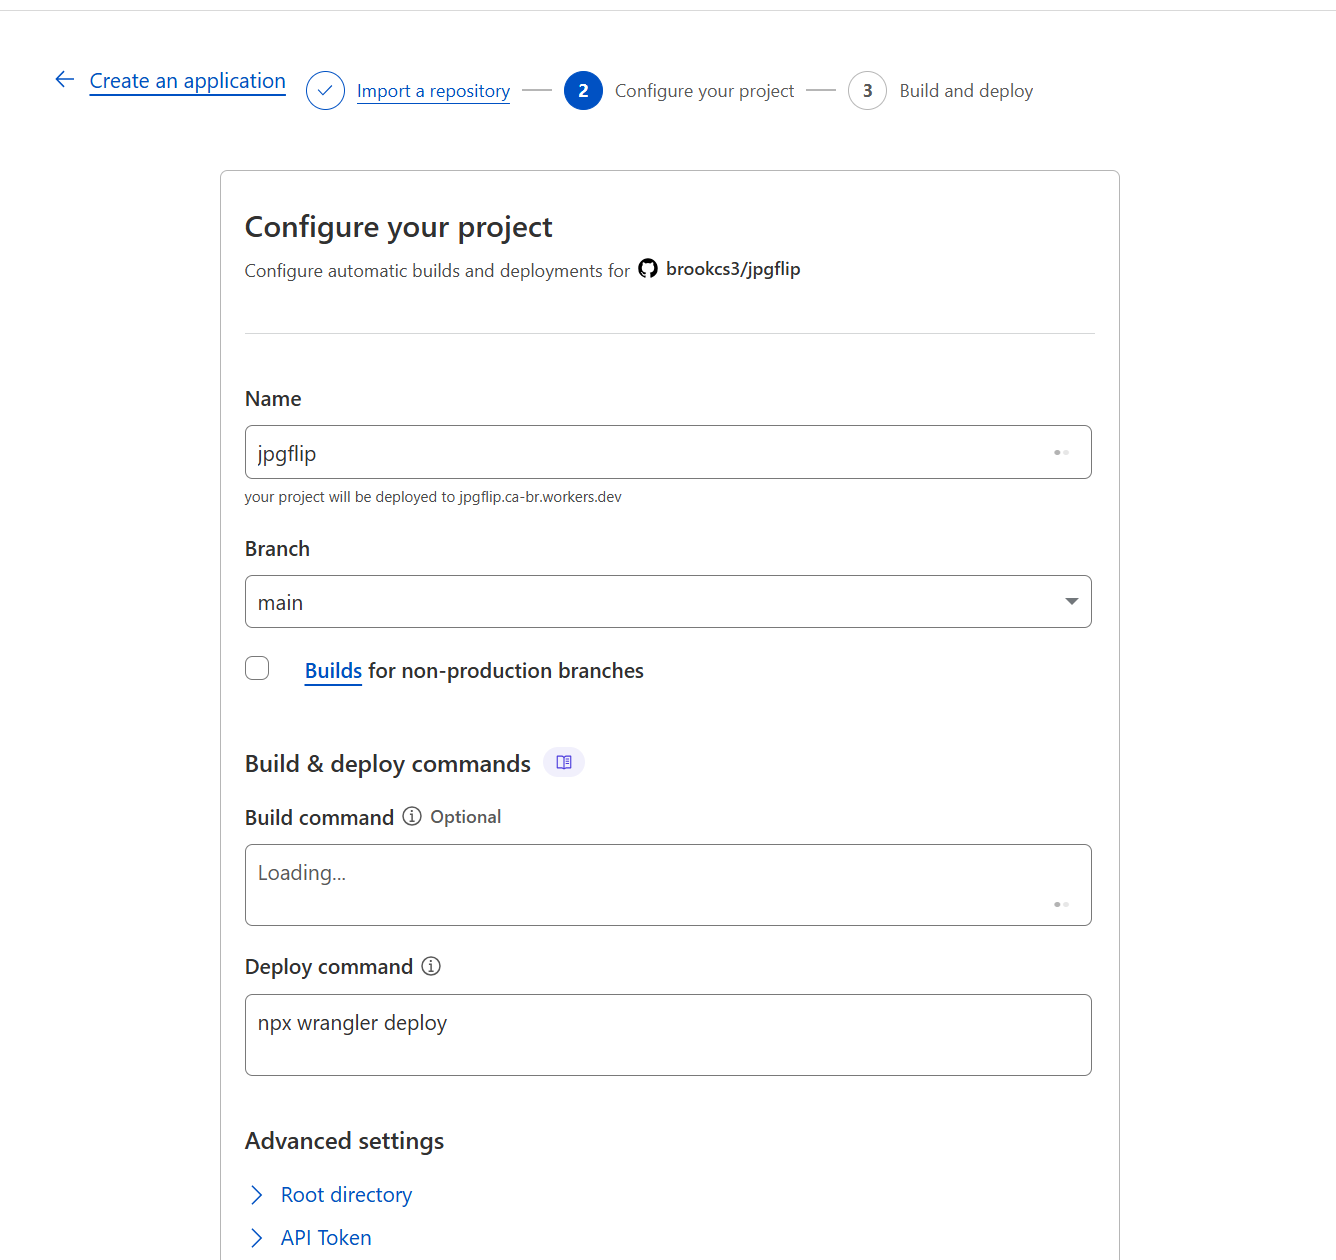 Create an application
Import a repository
2
Configure your project
3
Build and deploy
Configure your project
Configure automatic builds and deployments for brookcs3/jpgflip
Name
jpgflip
your project will be deployed to jpgflip.ca-br.workers.dev
Branch
main
Builds for non-production branches
Build & deploy commands
Build command Optional
Loading...
Deploy command
npx wrangler deploy
Advanced settings
Root directory
API Token